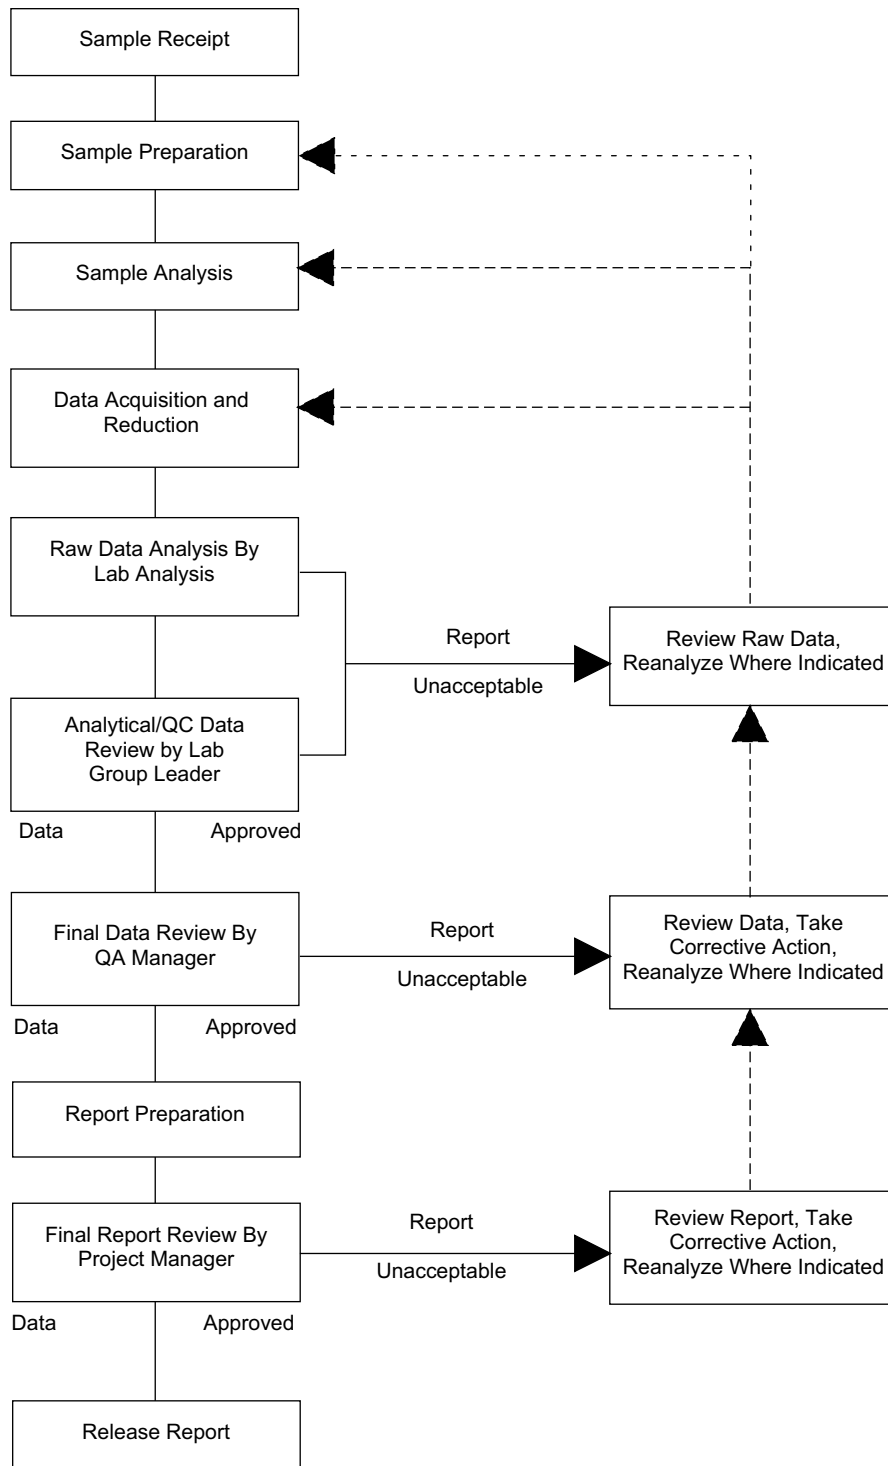 Sample Receipt
Sample Preparation
Sample Analysis
Data Acquisition and
Reduction
Raw Data Analysis By
Lab Analysis
Report
Unacceptable
Review Raw Data,
Reanalyze Where Indicated
Analytical/QC Data
Review by Lab
Group Leader
Data Approved
Final Data Review By
QA Manager
Report
Unacceptable
Review Data, Take
Corrective Action,
Reanalyze Where Indicated
Data Approved
Report Preparation
Final Report Review By
Project Manager
Report
Unacceptable
Review Report, Take
Corrective Action,
Reanalyze Where Indicated
Data Approved
Release Report